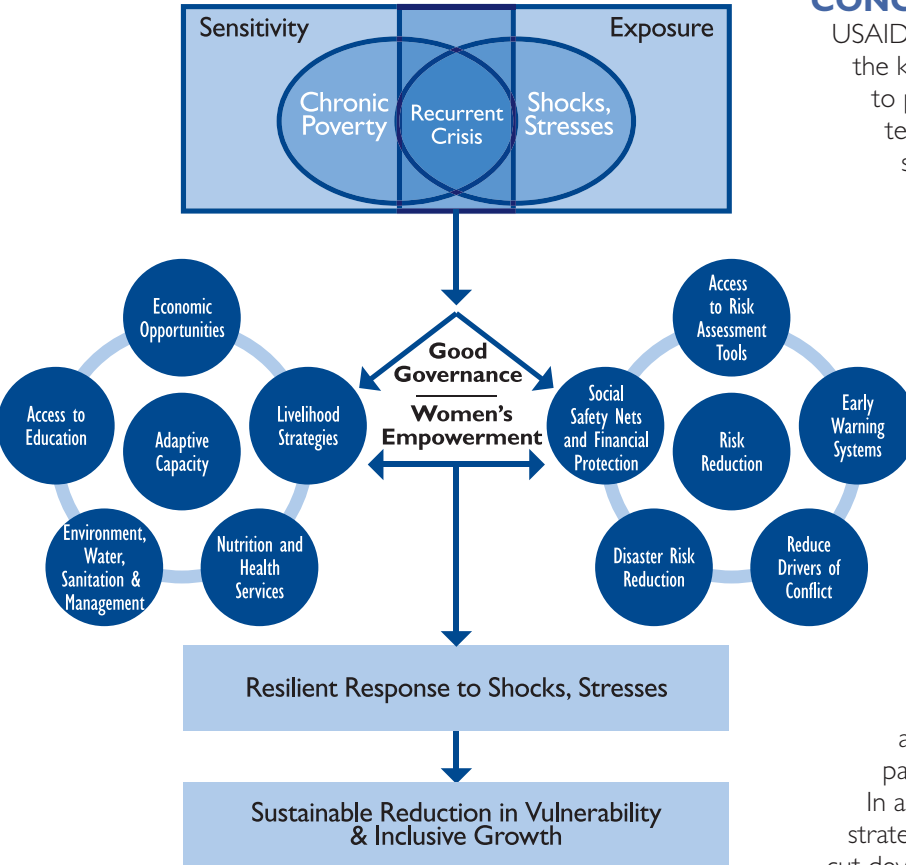 Sensitivity
Exposure
Chronic
Poverty
Recurrent
Crisis
Shocks,
Stresses
USAID
the k
to p
te
s
Economic
Opportunities
Access to
Education
Adaptive
Capacity
Livelihood
Strategies
Environment,
Water,
Sanitation &
Management
Nutrition and
Health
Services
Good
Governance
Women's
Empowerment
Access
to Risk
Assessment
Tools
Social
Safety Nets
and Financial
Protection
Risk
Reduction
Early
Warning
Systems
Disaster Risk
Reduction
Reduce
Drivers of
Conflict
Resilient Response to Shocks, Stresses
Sustainable Reduction in Vulnerability
& Inclusive Growth
a
pa
In a
strate